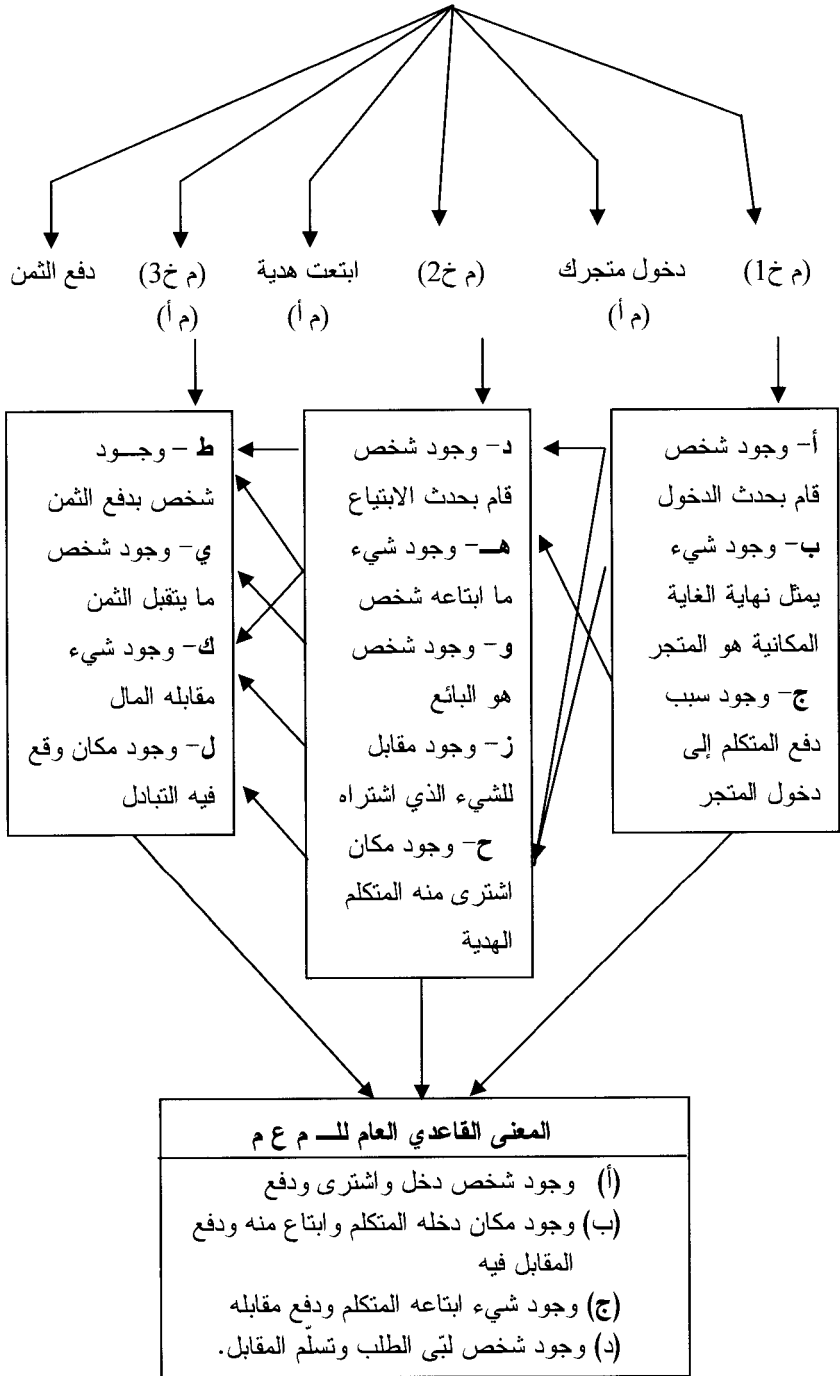 (م خ1) دخول متجرك (م خ2) ابتعت هدية (م خ3) دفع الثمن
(م أ) (م أ) (م أ)
أ– وجود شخص
قام بحدث الدخول
ب– وجود شيء
يمثل نهاية الغاية
المكانية هو المتجر
ج– وجود سبب
دفع المتكلم إلى
دخول المتجر
د– وجود شخص
قام بحدث الابتياع
هـ– وجود شيء
ما ابتاعه شخص
و– وجود شخص
هو البائع
ز– وجود مقابل
للشيء الذي اشتراه
ح– وجود مكان
اشترى منه المتكلم
الهدية
ط – وجـــود
شخص بدفع الثمن
ي– وجود شخص
ما يتقبل الثمن
ك– وجود شيء
مقابله المال
ل– وجود مكان وقع
فيه التبادل
المعنى القاعدي العام للـــ م ع م
(أ) وجود شخص دخل واشترى ودفع
(ب) وجود مكان دخله المتكلم وابتاع منه ودفع
المقابل فيه
(ج) وجود شيء ابتاعه المتكلم ودفع مقابله
(د) وجود شخص لبّى الطلب وتسلّم المقابل.